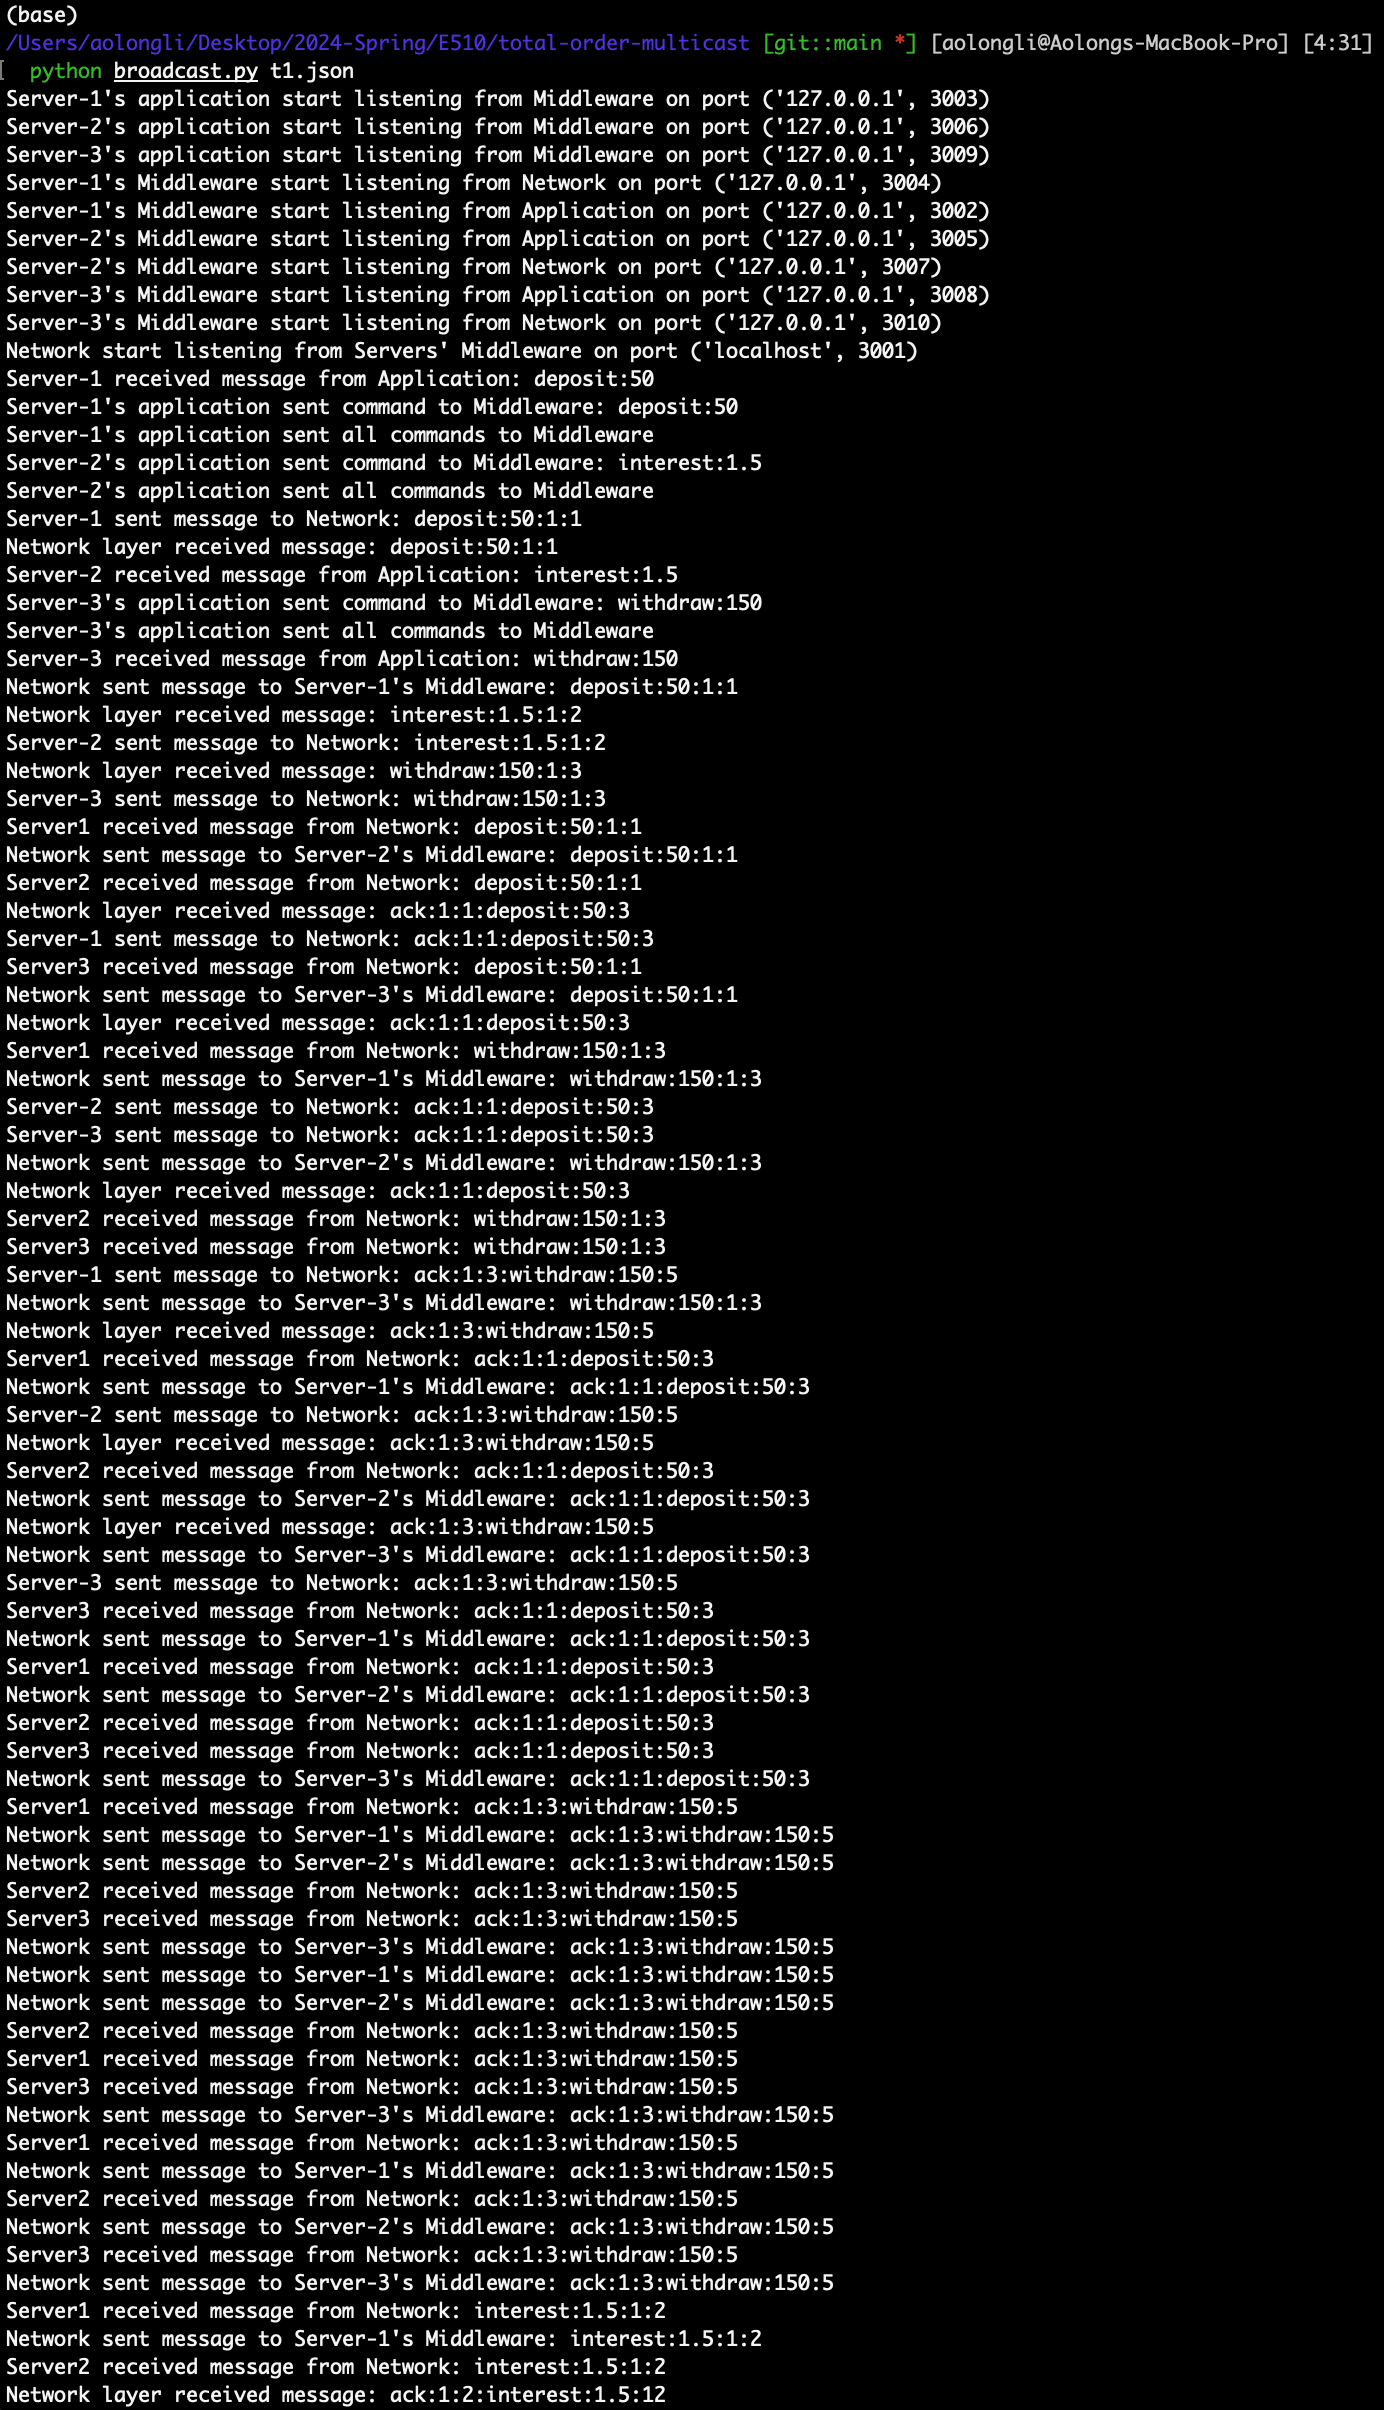 (base)
/Users/aolongli/Desktop/2024-Spring/E510/total-order-multicast [git::main *] [aolongli@Aolongs-MacBook-Pro] [4:31]
[ python broadcast.py t1.json
Server-1's application start listening from Middleware on port ('127.0.0.1', 3003)
Server-2's application start listening from Middleware on port ('127.0.0.1', 3006)
Server-3's application start listening from Middleware on port ('127.0.0.1', 3009)
Server-1's Middleware start listening from Network on port ('127.0.0.1', 3004)
Server-1's Middleware start listening from Application on port ('127.0.0.1', 3002)
Server-2's Middleware start listening from Application on port ('127.0.0.1', 3005)
Server-2's Middleware start listening from Network on port ('127.0.0.1', 3007)
Server-3's Middleware start listening from Application on port ('127.0.0.1', 3008)
Server-3's Middleware start listening from Network on port ('127.0.0.1', 3010)
Network start listening from Servers' Middleware on port ('localhost', 3001)
Server-1 received message from Application: deposit:50
Server-1's application sent command to Middleware: deposit:50
Server-1's application sent all commands to Middleware
Server-2's application sent command to Middleware: interest:1.5
Server-2's application sent all commands to Middleware
Server-1 sent message to Network: deposit:50:1:1
Network layer received message: deposit:50:1:1
Server-2 received message from Application: interest:1.5
Server-3's application sent command to Middleware: withdraw:150
Server-3's application sent all commands to Middleware
Server-3 received message from Application: withdraw:150
Network sent message to Server-1's Middleware: deposit:50:1:1
Network layer received message: interest:1.5:1:2
Server-2 sent message to Network: interest:1.5:1:2
Network layer received message: withdraw:150:1:3
Server-3 sent message to Network: withdraw:150:1:3
Server1 received message from Network: deposit:50:1:1
Network sent message to Server-2's Middleware: deposit:50:1:1
Server2 received message from Network: deposit:50:1:1
Network layer received message: ack:1:1:deposit:50:3
Server-1 sent message to Network: ack:1:1:deposit:50:3
Server3 received message from Network: deposit:50:1:1
Network sent message to Server-3's Middleware: deposit:50:1:1
Network layer received message: ack:1:1:deposit:50:3
Server1 received message from Network: withdraw:150:1:3
Network sent message to Server-1's Middleware: withdraw:150:1:3
Server-2 sent message to Network: ack:1:1:deposit:50:3
Server-3 sent message to Network: ack:1:1:deposit:50:3
Network sent message to Server-2's Middleware: withdraw:150:1:3
Network layer received message: ack:1:1:deposit:50:3
Server2 received message from Network: withdraw:150:1:3
Server3 received message from Network: withdraw:150:1:3
Server-1 sent message to Network: ack:1:3:withdraw:150:5
Network sent message to Server-3's Middleware: withdraw:150:1:3
Network layer received message: ack:1:3:withdraw:150:5
Server1 received message from Network: ack:1:1:deposit:50:3
Network sent message to Server-1's Middleware: ack:1:1:deposit:50:3
Server-2 sent message to Network: ack:1:3:withdraw:150:5
Network layer received message: ack:1:3:withdraw:150:5
Server2 received message from Network: ack:1:1:deposit:50:3
Network sent message to Server-2's Middleware: ack:1:1:deposit:50:3
Network layer received message: ack:1:3:withdraw:150:5
Network sent message to Server-3's Middleware: ack:1:1:deposit:50:3
Server-3 sent message to Network: ack:1:3:withdraw:150:5
Server3 received message from Network: ack:1:1:deposit:50:3
Network sent message to Server-1's Middleware: ack:1:1:deposit:50:3
Server1 received message from Network: ack:1:1:deposit:50:3
Network sent message to Server-2's Middleware: ack:1:1:deposit:50:3
Server2 received message from Network: ack:1:1:deposit:50:3
Server3 received message from Network: ack:1:1:deposit:50:3
Network sent message to Server-3's Middleware: ack:1:1:deposit:50:3
Server1 received message from Network: ack:1:3:withdraw:150:5
Network sent message to Server-1's Middleware: ack:1:3:withdraw:150:5
Network sent message to Server-2's Middleware: ack:1:3:withdraw:150:5
Server2 received message from Network: ack:1:3:withdraw:150:5
Server3 received message from Network: ack:1:3:withdraw:150:5
Network sent message to Server-3's Middleware: ack:1:3:withdraw:150:5
Network sent message to Server-1's Middleware: ack:1:3:withdraw:150:5
Network sent message to Server-2's Middleware: ack:1:3:withdraw:150:5
Server2 received message from Network: ack:1:3:withdraw:150:5
Server1 received message from Network: ack:1:3:withdraw:150:5
Server3 received message from Network: ack:1:3:withdraw:150:5
Network sent message to Server-3's Middleware: ack:1:3:withdraw:150:5
Server1 received message from Network: ack:1:3:withdraw:150:5
Network sent message to Server-1's Middleware: ack:1:3:withdraw:150:5
Server2 received message from Network: ack:1:3:withdraw:150:5
Network sent message to Server-2's Middleware: ack:1:3:withdraw:150:5
Server3 received message from Network: ack:1:3:withdraw:150:5
Network sent message to Server-3's Middleware: ack:1:3:withdraw:150:5
Server1 received message from Network: interest:1.5:1:2
Network sent message to Server-1's Middleware: interest:1.5:1:2
Server2 received message from Network: interest:1.5:1:2
Network layer received message: ack:1:2:interest:1.5:12